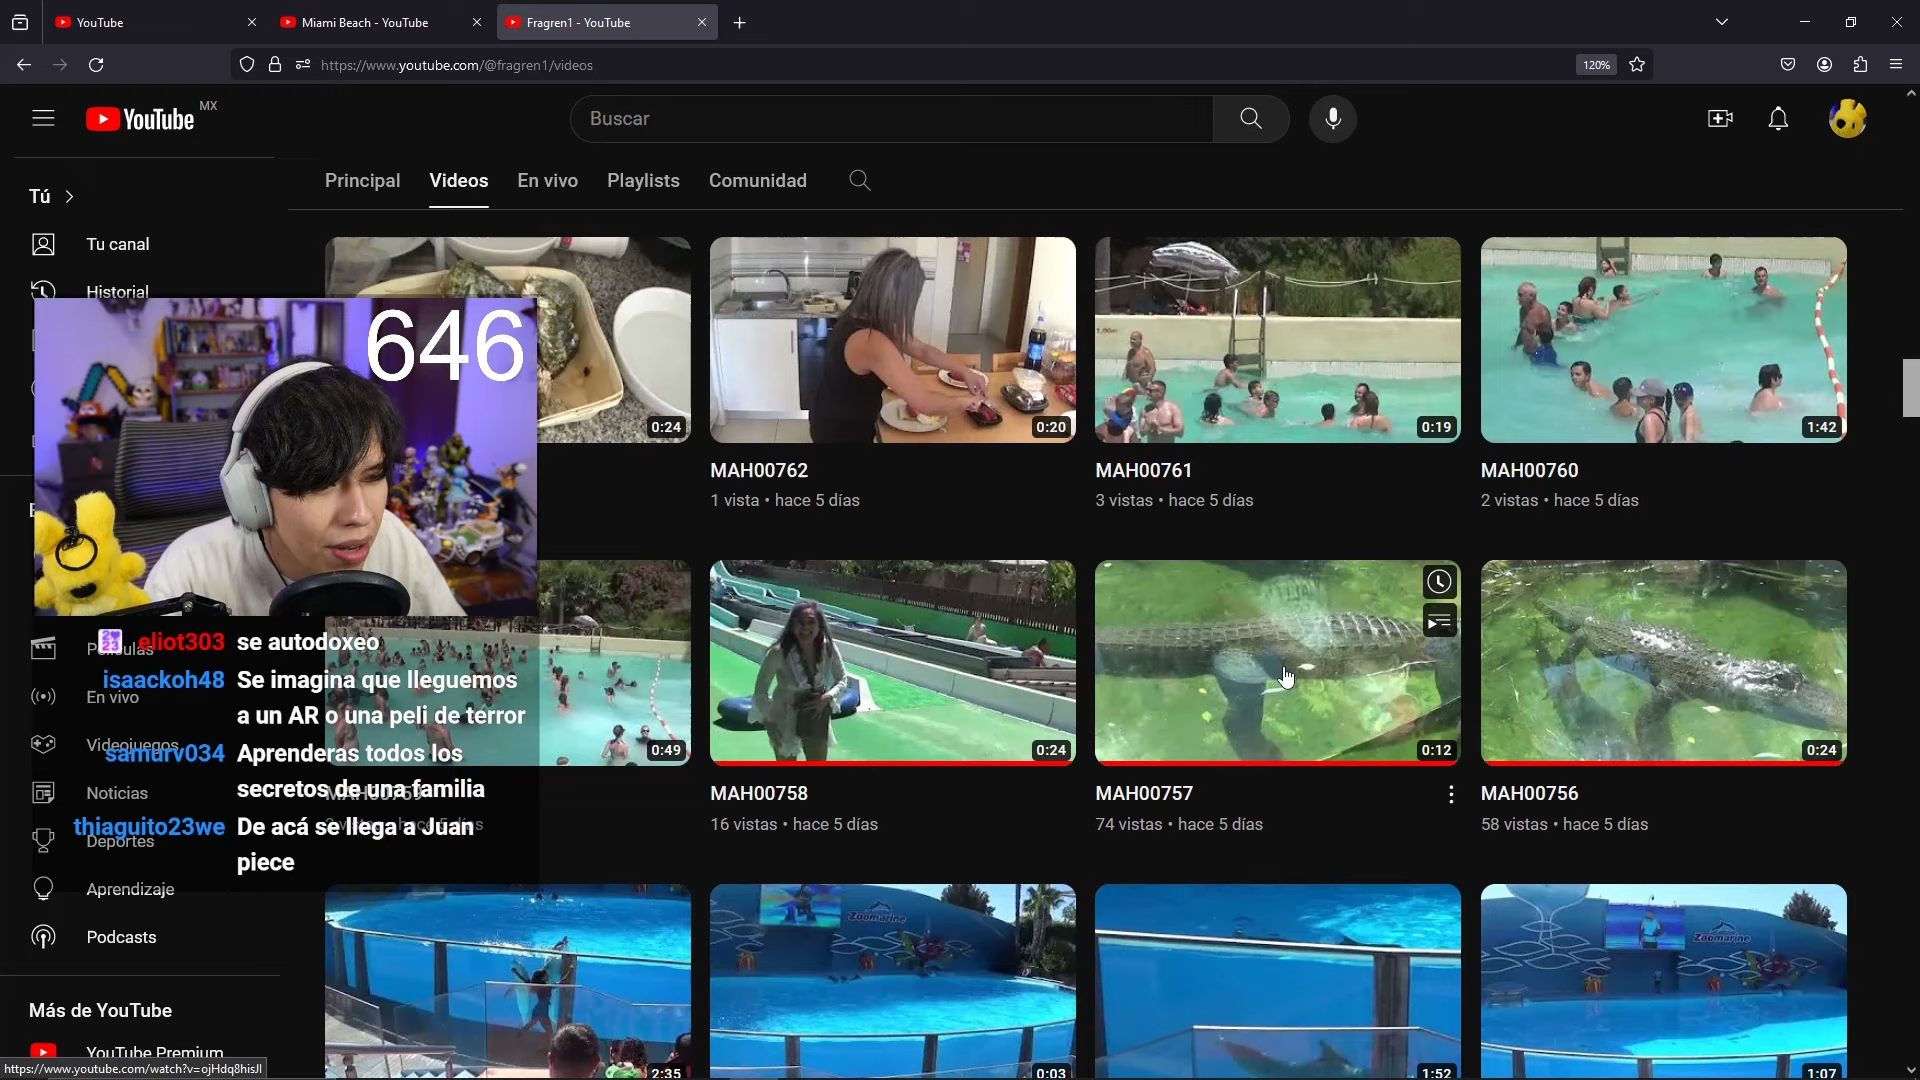 YouTube
Miami Beach - YouTube
Fragren1 - YouTube
https://www.youtube.com/@fragren1/videos
120%
YouTube MX
Buscar
Principal
Videos
En vivo
Playlists
Comunidad
Tú
Tu canal
Historial
646
0:24
0:20
0:19
1:42
MAH00762
MAH00761
MAH00760
1 vista • hace 5 días
3 vistas • hace 5 días
2 vistas • hace 5 días
eliot303 se autodoxeo
isaackoh48 Se imagina que lleguemos
a un AR o una peli de terror
samurv034 Aprenderas todos los
secretos de una familia
thiaguito23we De acá se llega a Juan
piece
Películas
En vivo
Videojuegos
Noticias
Deportes
Aprendizaje
Podcasts
0:49
0:24
0:12
0:24
MAH00759
MAH00758
MAH00757
MAH00756
16 vistas • hace 5 días
74 vistas • hace 5 días
58 vistas • hace 5 días
Zoomarine
Zoomarine
2:35
0:03
1:52
1:07
Más de YouTube
YouTube Premium
https://www.youtube.com/watch?v=ojHdq8hisJI